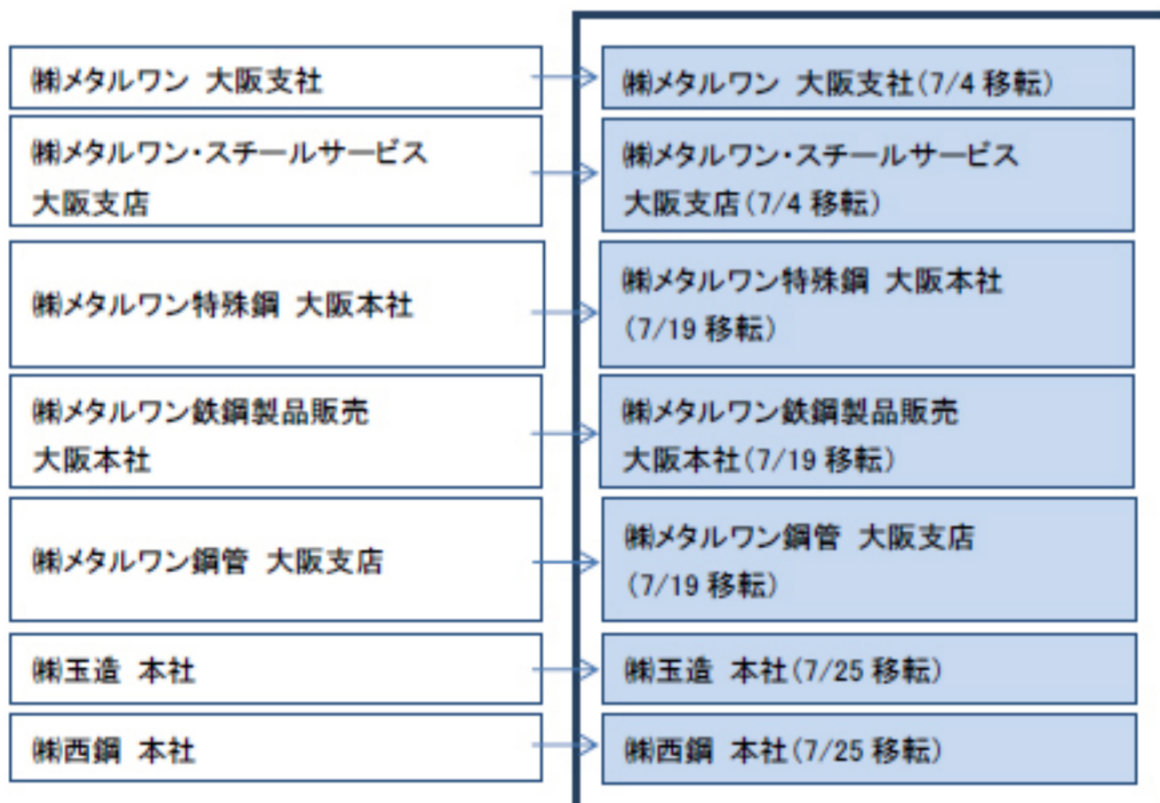 ㈱メタルワン 大阪支社
㈱メタルワン 大阪支社(7/4 移転)
㈱メタルワン・スチールサービス
大阪支店
㈱メタルワン・スチールサービス
大阪支店(7/4 移転)
㈱メタルワン特殊鋼 大阪本社
㈱メタルワン特殊鋼 大阪本社
(7/19 移転)
㈱メタルワン鉄鋼製品販売
大阪本社
㈱メタルワン鉄鋼製品販売
大阪本社(7/19 移転)
㈱メタルワン鋼管 大阪支店
㈱メタルワン鋼管 大阪支店
(7/19 移転)
㈱玉造 本社
㈱玉造 本社(7/25 移転)
㈱西鋼 本社
㈱西鋼 本社(7/25 移転)